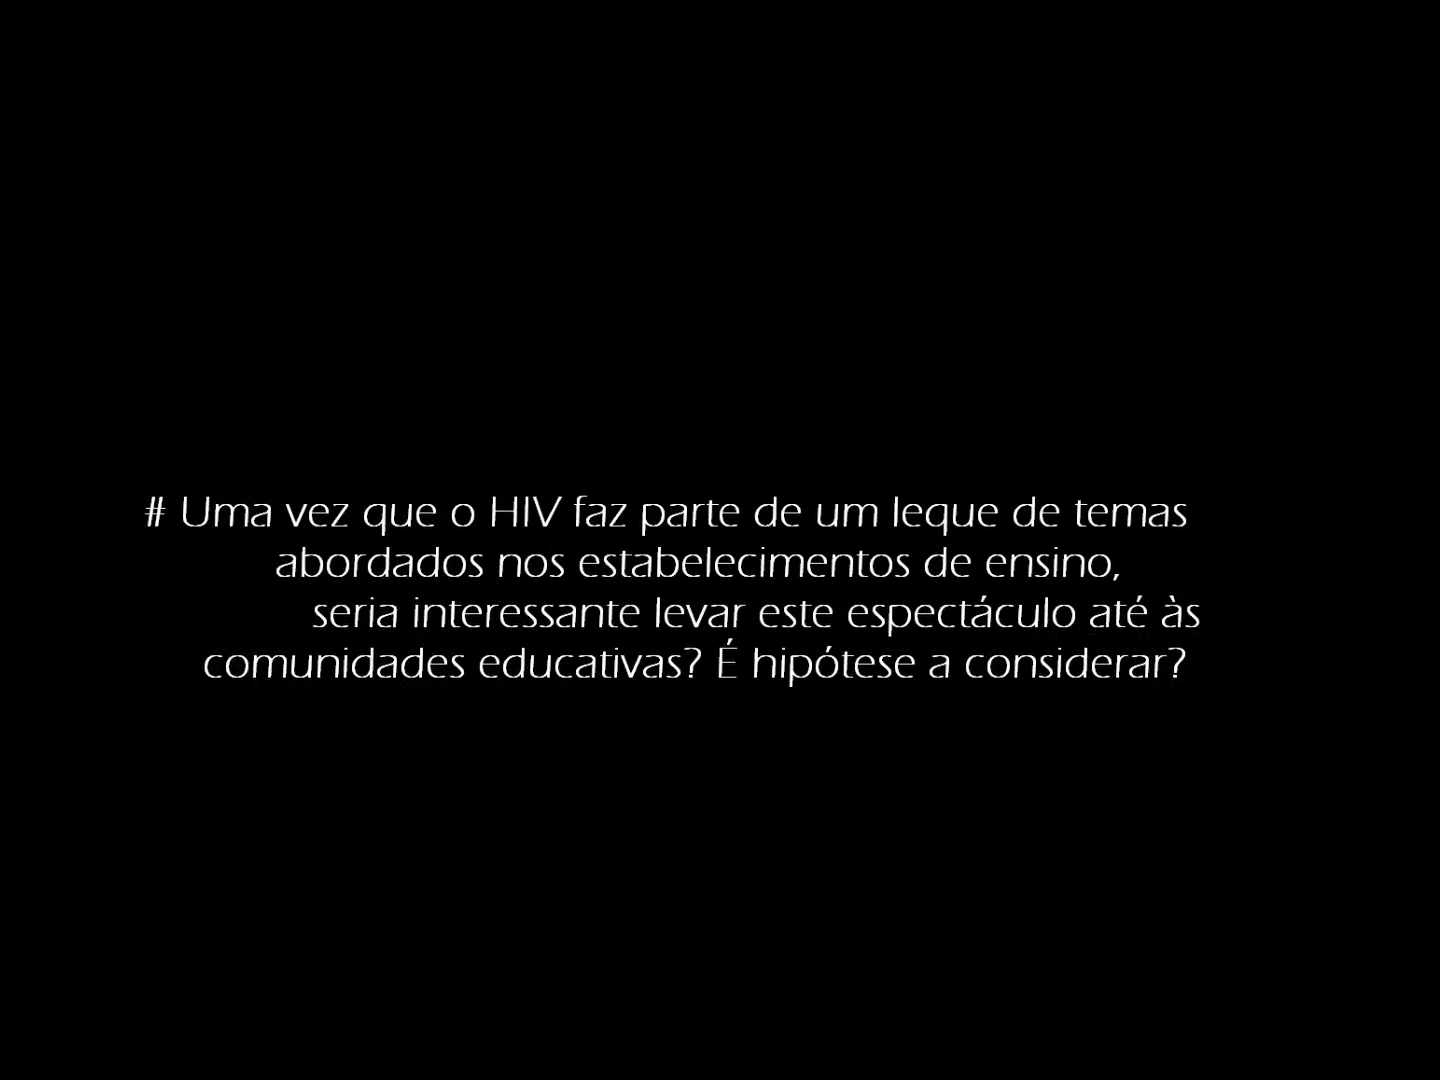 # Uma vez que o HIV faz parte de um leque de temas
abordados nos estabelecimentos de ensino,
seria interessante levar este espectáculo até às
comunidades educativas? É hipótese a considerar?